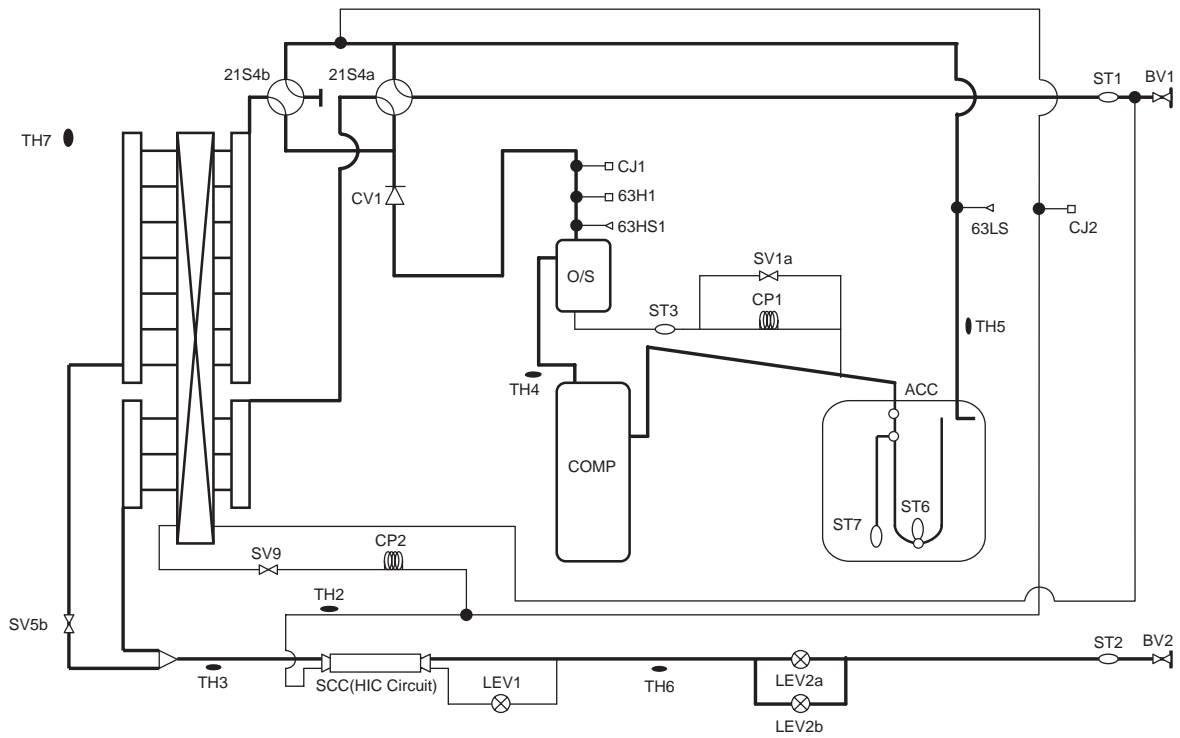 21S4b
21S4a
ST1
BV1
TH7
CJ1
CV1
63H1
63HS1
63LS
CJ2
O/S
SV1a
CP1
ST3
TH5
TH4
ACC
COMP
ST6
ST7
CP2
SV9
TH2
SV5b
ST2
BV2
TH3
SCC(HIC Circuit)
LEV1
TH6
LEV2a
LEV2b